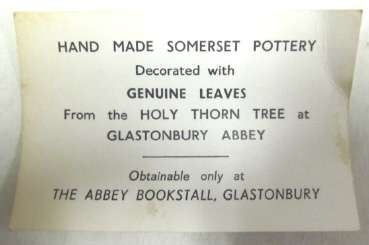 HAND MADE SOMERSET POTTERY
Decorated with
GENUINE LEAVES
From the HOLY THORN TREE at
GLASTONBURY ABBEY
Obtainable only at
THE ABBEY BOOKSTALL, GLASTONBURY